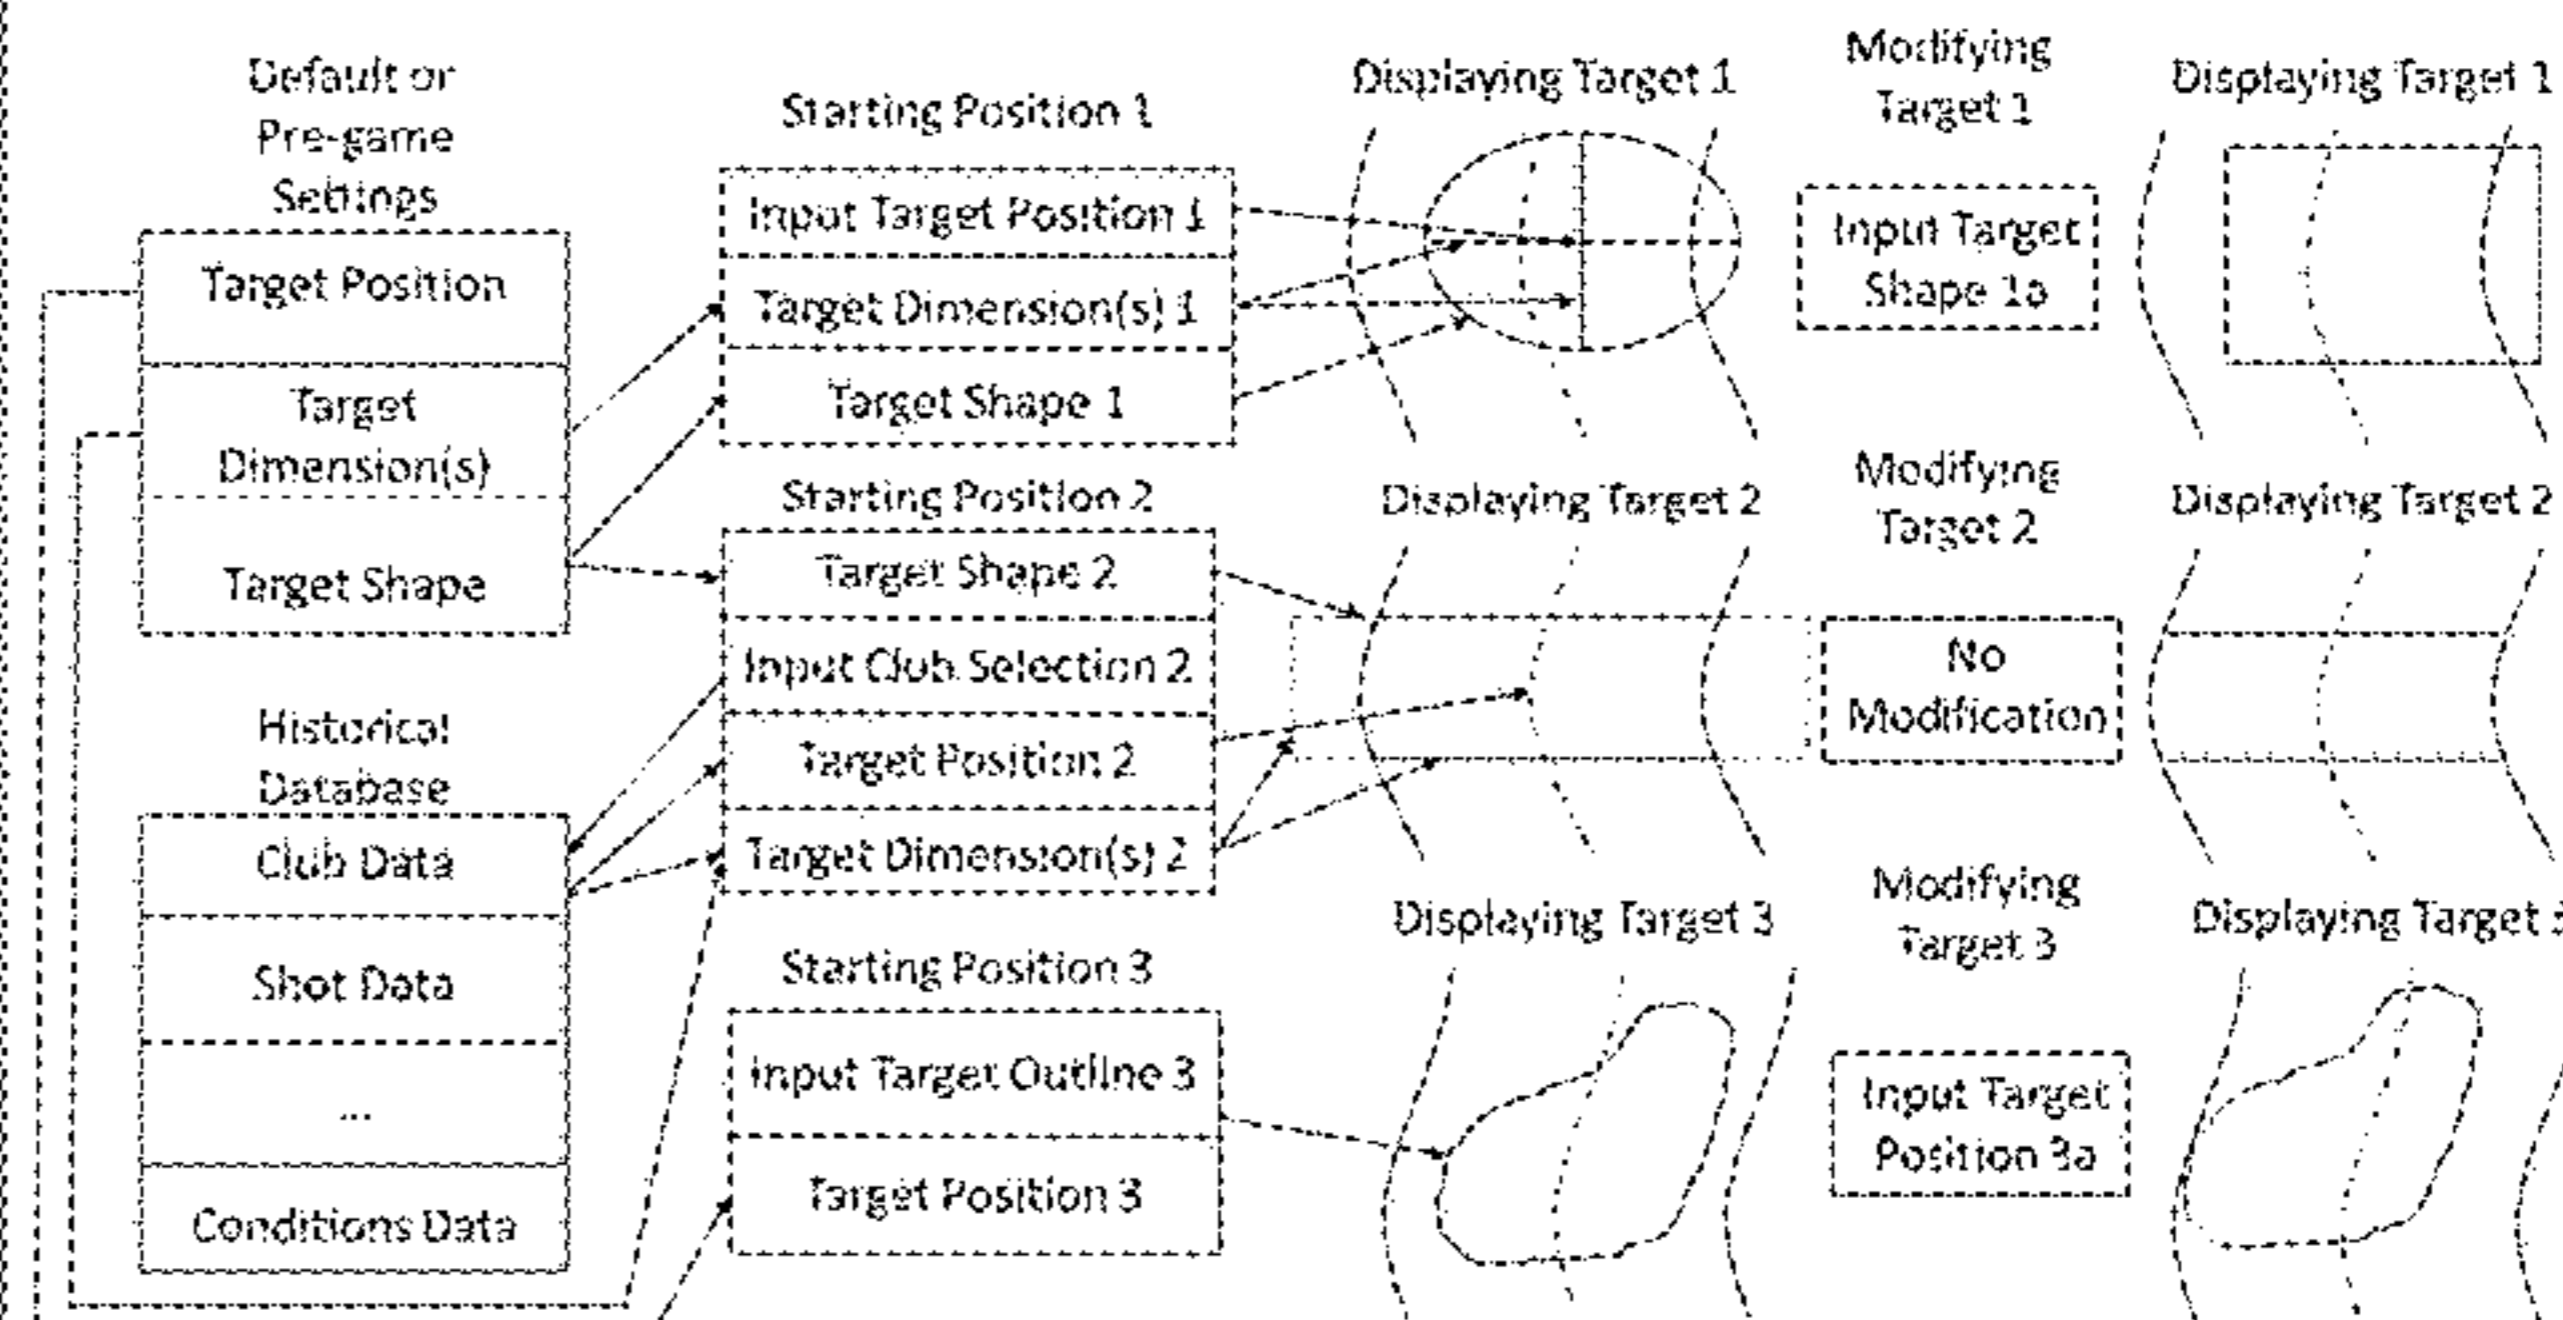 Default or
Pre-game
Settings
Target Position
Target
Dimension(s)
Target Shape
Historical
Database
Club Data
Shot Data
...
Conditions Data
Starting Position 1
Input Target Position 1
Target Dimension(s) 1
Target Shape 1
Starting Position 2
Target Shape 2
Input Club Selection 2
Target Position 2
Target Dimension(s) 2
Starting Position 3
Input Target Outline 3
Target Position 3
Displaying Target 1
Displaying Target 2
Displaying Target 3
Modifying
Target 1
Input Target
Shape 1a
Modifying
Target 2
No
Modification
Modifying
Target 3
Input Target
Position 3a
Displaying Target 1
Displaying Target 2
Displaying Target